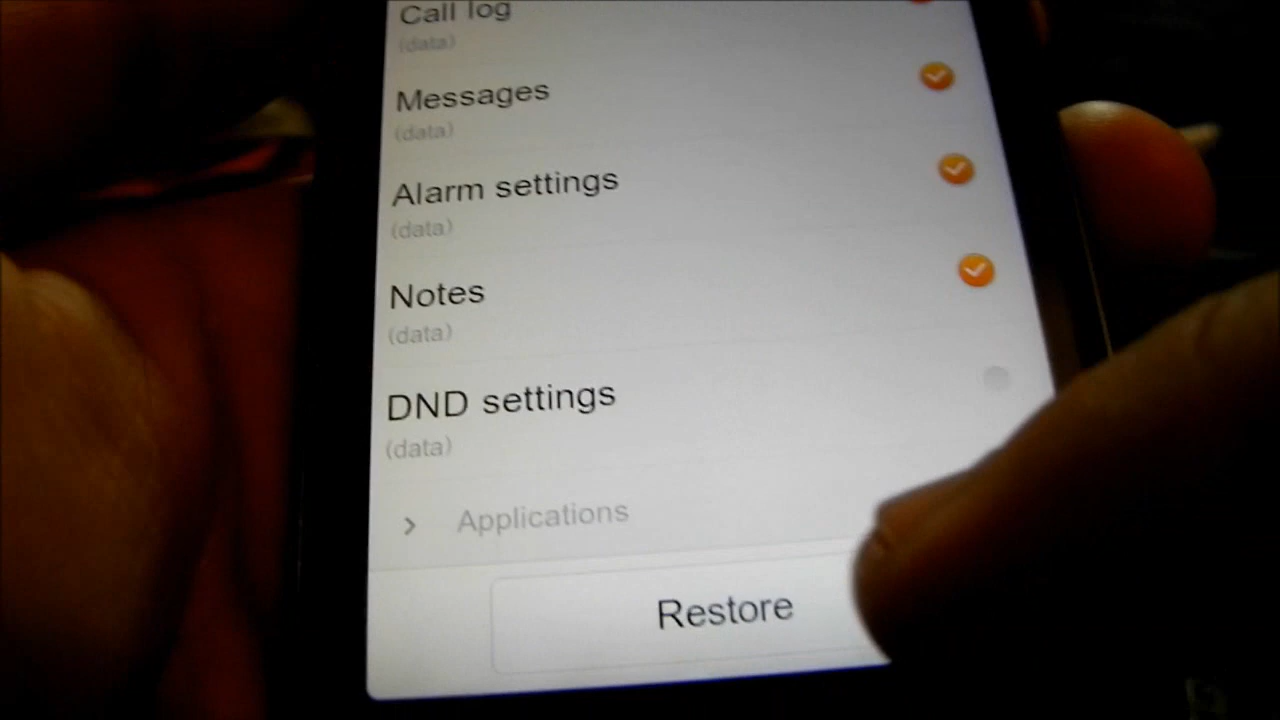 Call log
(data)
Messages
(data)
Alarm settings
(data)
Notes
(data)
DND settings
(data)
Applications
Restore